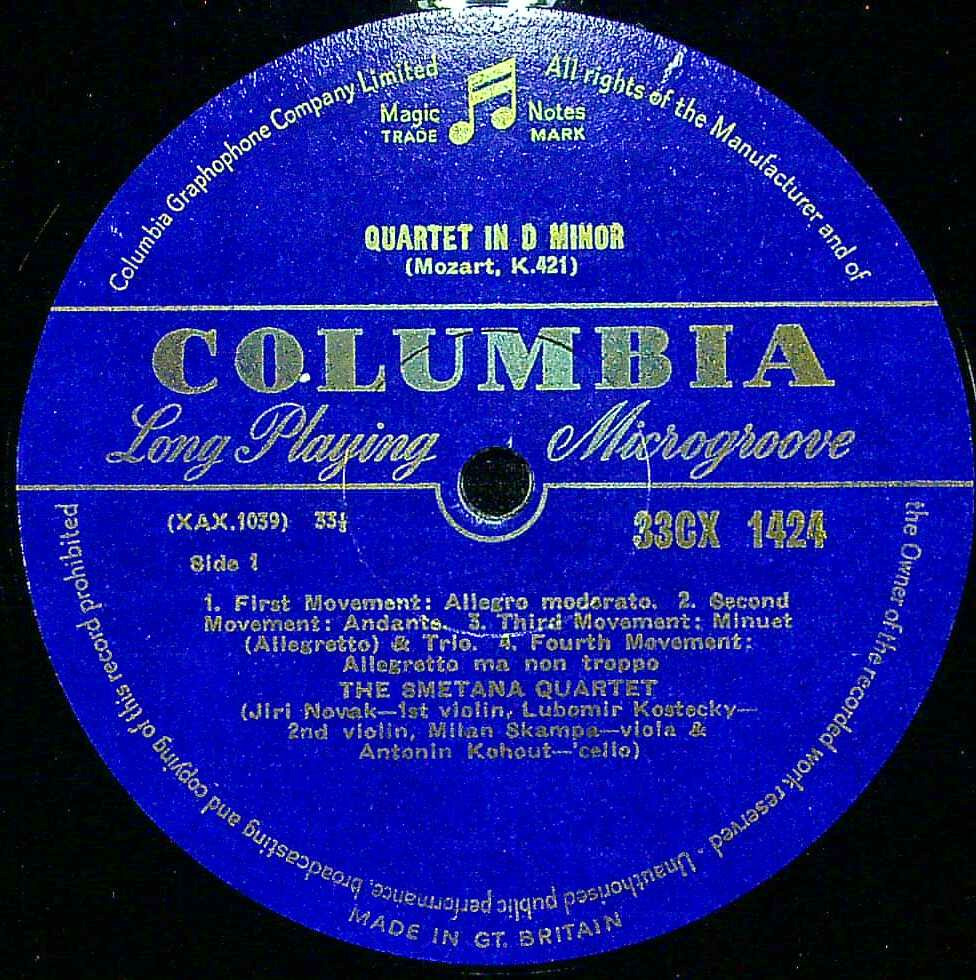 Columbia Graphophone Company Limited
All rights of the Manufacturer and of
the Owner of the recorded work reserved - Unauthorised public performance, broadcasting and copying of this record prohibited
Magic Notes
TRADE MARK
QUARTET IN D MINOR
(Mozart, K.421)
COLUMBIA
Long Playing Microgroove
(XAX.1039) 33⅓ 33CX 1424
Side 1
1. First Movement: Allegro moderato. 2. Second
Movement: Andante. 3. Third Movement: Minuet
(Allegretto) & Trio. 4. Fourth Movement:
Allegretto ma non troppo
THE SMETANA QUARTET
(Jiri Novak—1st violin, Lubomir Kostecky—
2nd violin, Milan Skampa—viola &
Antonin Kohout—'cello)
MADE IN GT. BRITAIN